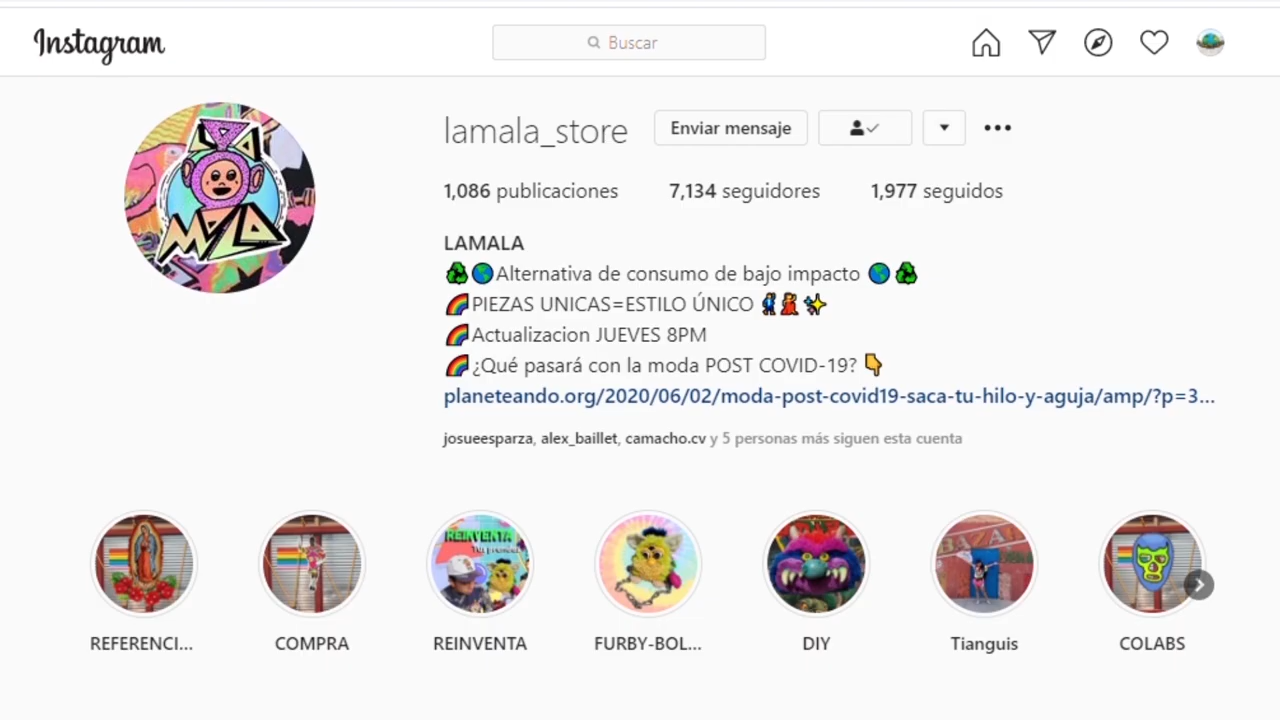 Instagram
Buscar
LA
MALA
lamala_store
Enviar mensaje
1,086 publicaciones 7,134 seguidores 1,977 seguidos
LAMALA
♻🌎Alternativa de consumo de bajo impacto 🌎♻
🌈PIEZAS UNICAS=ESTILO ÚNICO 🕺💃✨
🌈Actualizacion JUEVES 8PM
🌈¿Qué pasará con la moda POST COVID-19? 👇
planeteando.org/2020/06/02/moda-post-covid19-saca-tu-hilo-y-aguja/amp/?p=3...
josueesparza, alex_baillet, camacho.cv y 5 personas más siguen esta cuenta
REINVENTA
REFERENCI... COMPRA REINVENTA FURBY-BOL... DIY Tianguis COLABS